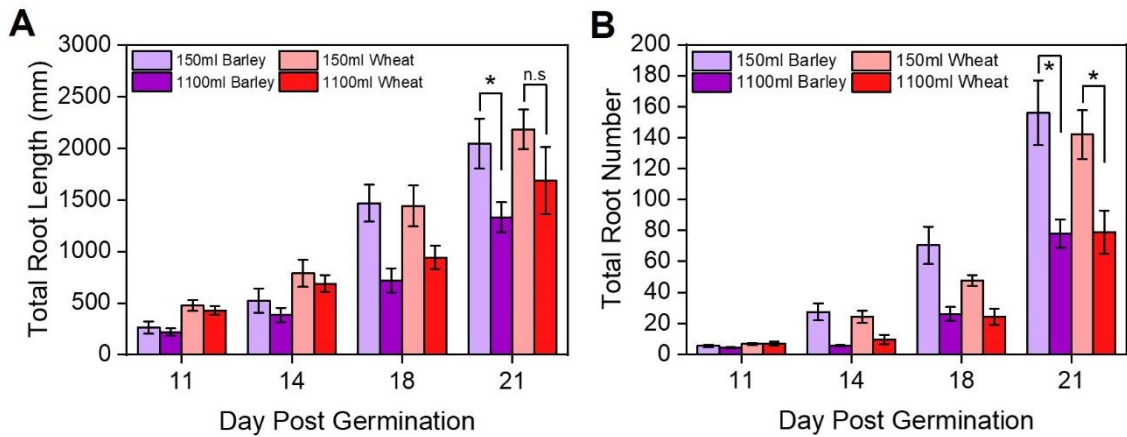 A
Total Root Length (mm)
3000
2500
2000
1500
1000
500
0
150ml Barley 150ml Wheat
1100ml Barley 1100ml Wheat
* n.s
11 14 18 21
Day Post Germination
B
Total Root Number
200
180
160
140
120
100
80
60
40
20
0
150ml Barley 150ml Wheat
1100ml Barley 1100ml Wheat
* *
11 14 18 21
Day Post Germination